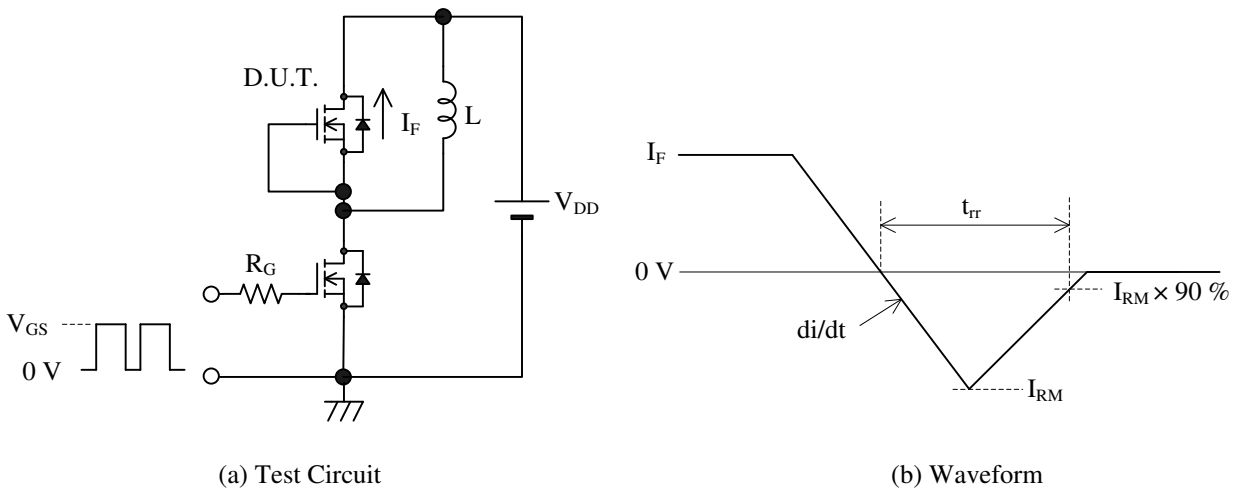 D.U.T.
I_F
L
V_DD
R_G
V_GS
0 V
(a) Test Circuit
I_F
t_rr
0 V
I_RM × 90 %
di/dt
I_RM
(b) Waveform